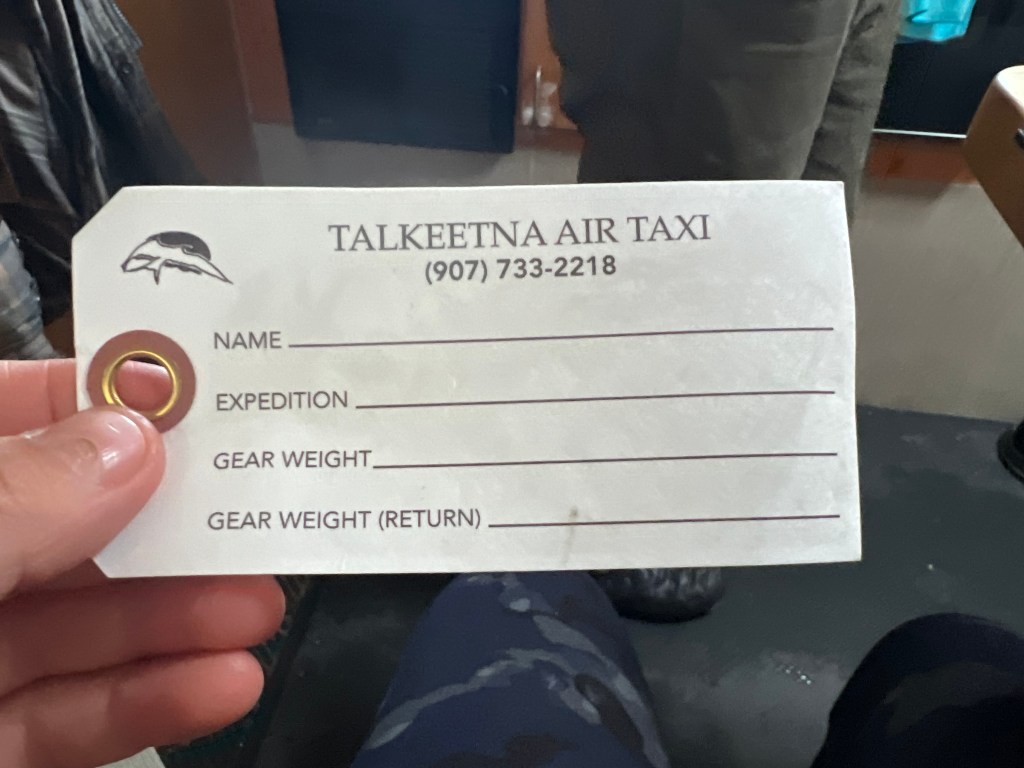 TALKEETNA AIR TAXI
(907) 733-2218
NAME
EXPEDITION
GEAR WEIGHT
GEAR WEIGHT (RETURN)